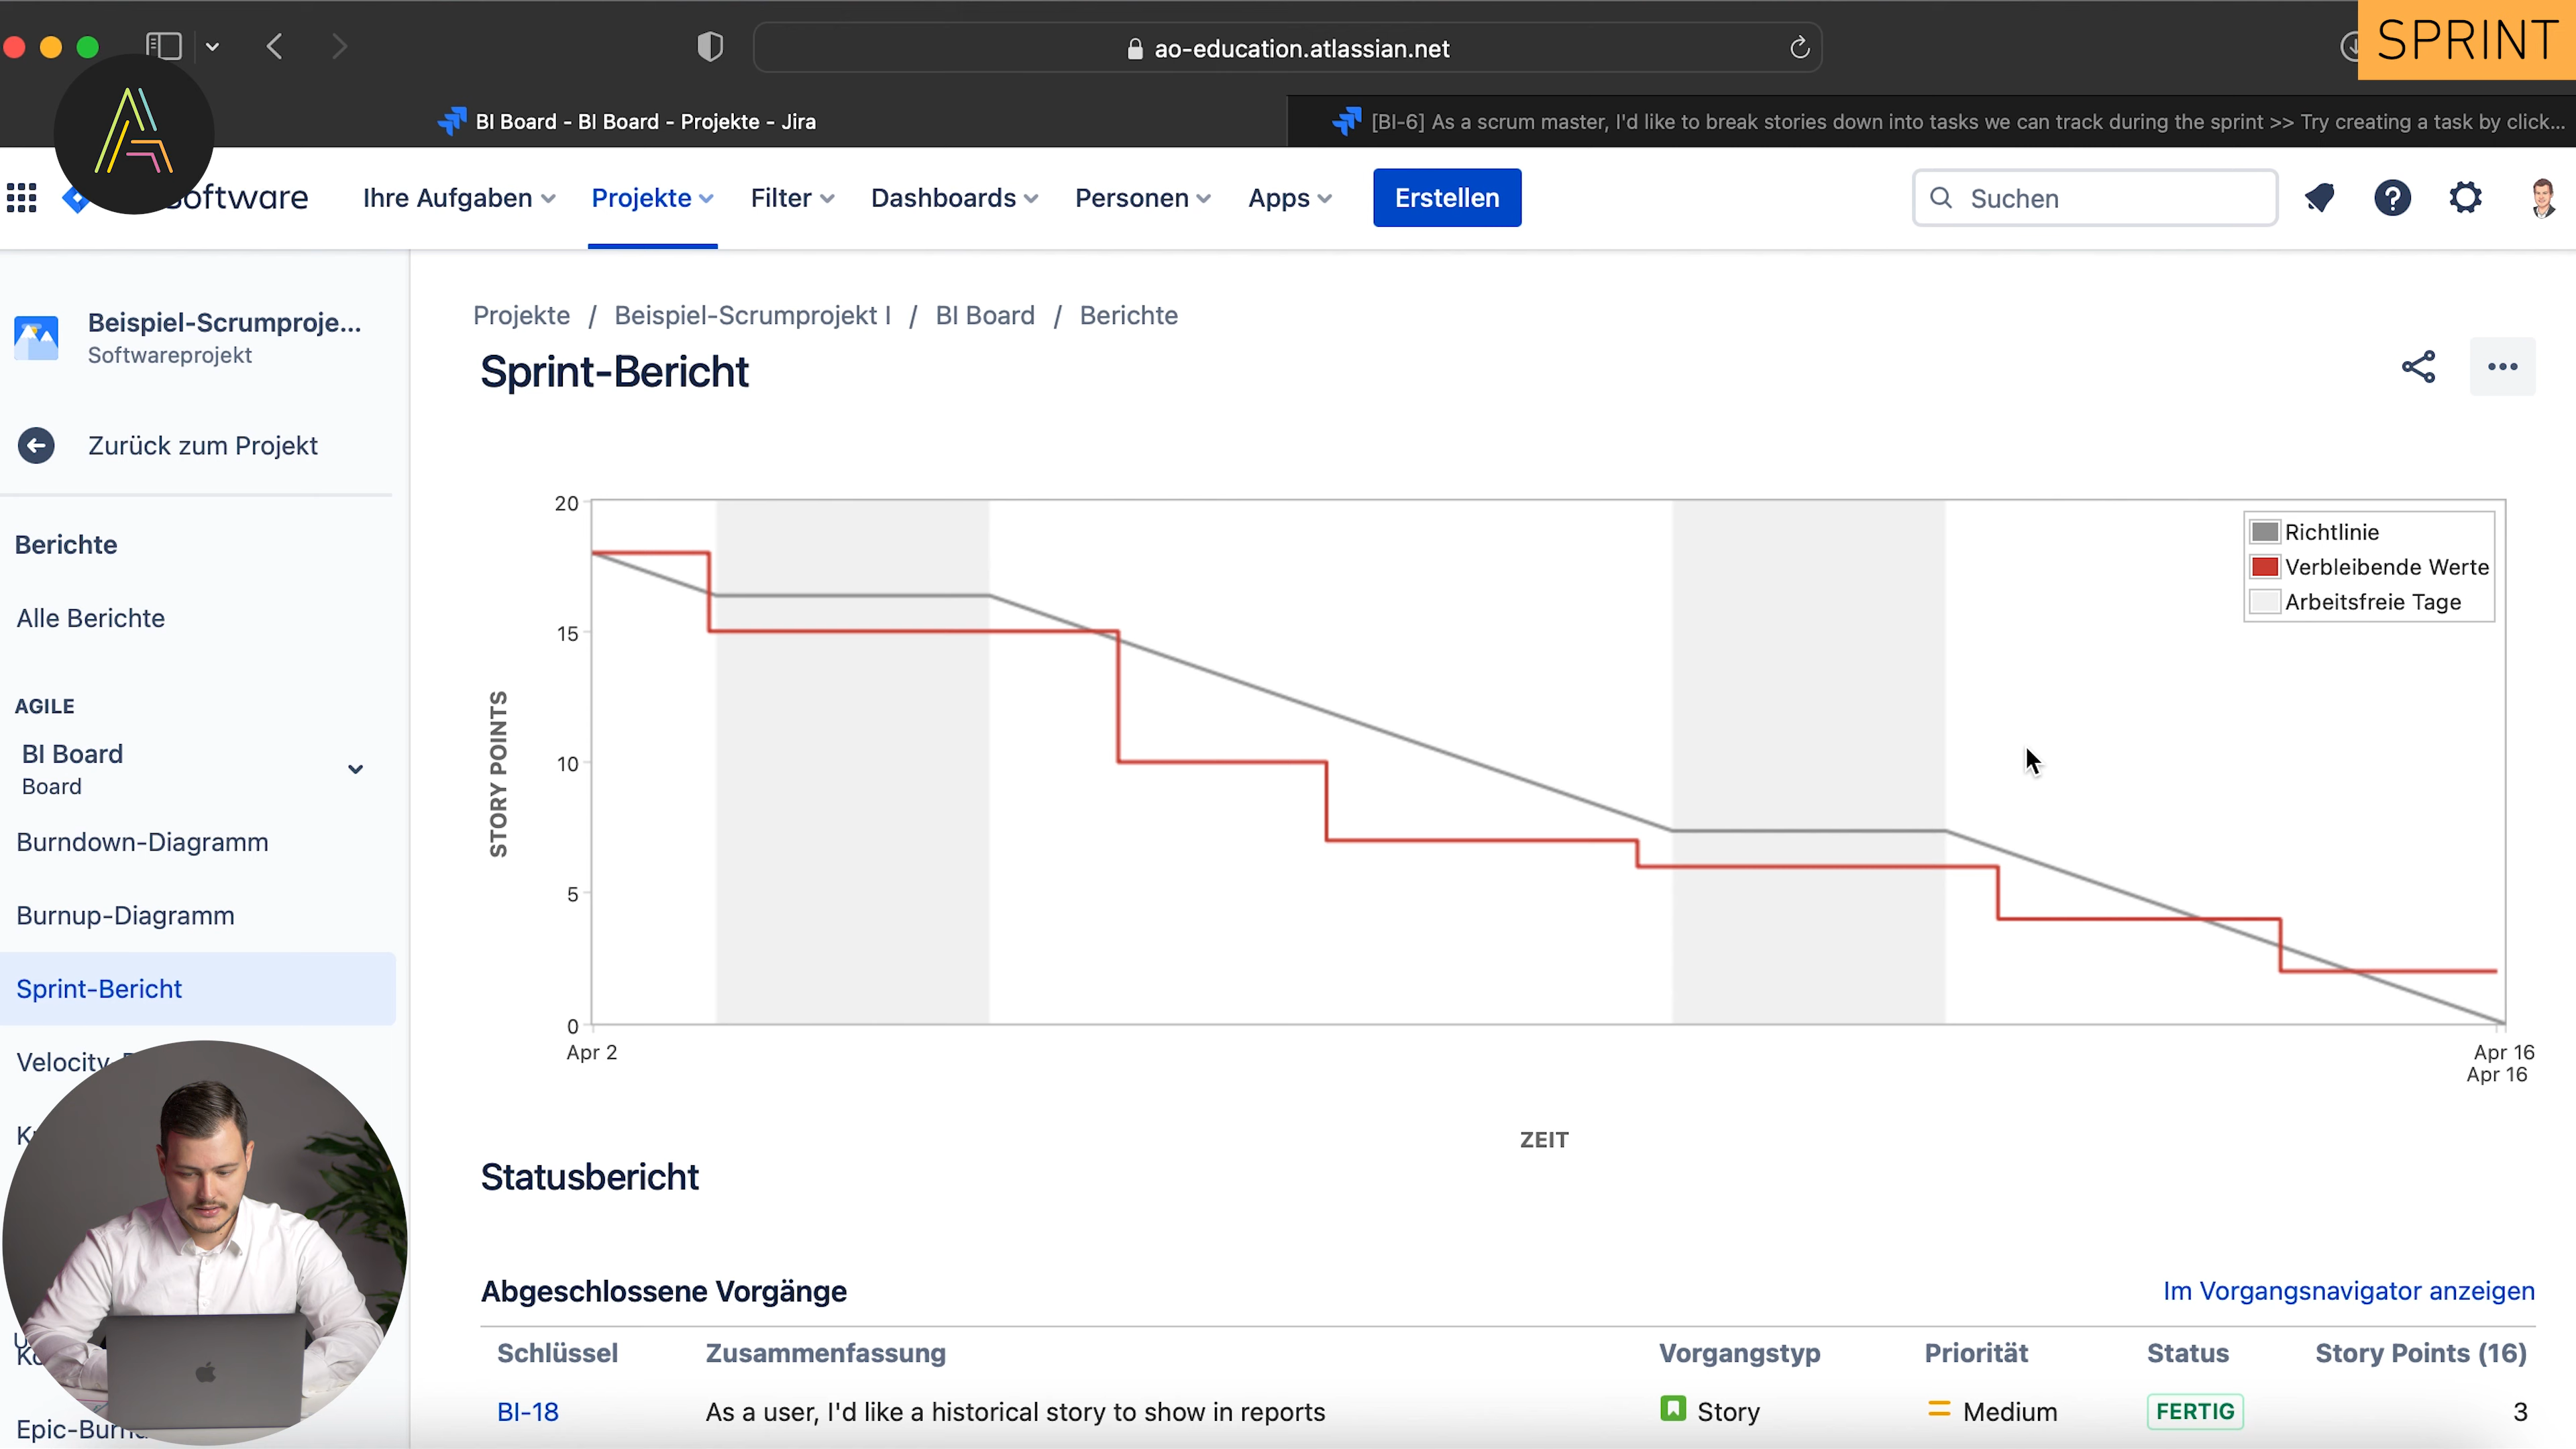 SPRINT
ao-education.atlassian.net
BI Board - BI Board - Projekte - Jira
[BI-6] As a scrum master, I'd like to break stories down into tasks we can track during the sprint >> Try creating a task by click...
Software
Ihre Aufgaben
Projekte
Filter
Dashboards
Personen
Apps
Erstellen
Suchen
Beispiel-Scrumproje...
Softwareprojekt
Zurück zum Projekt
Berichte
Alle Berichte
AGILE
BI Board
Board
Burndown-Diagramm
Burnup-Diagramm
Sprint-Bericht
Velocity
Projekte / Beispiel-Scrumprojekt I / BI Board / Berichte
Sprint-Bericht
STORY POINTS
20
15
10
5
0
Richtlinie
Verbleibende Werte
Arbeitsfreie Tage
Apr 2
Apr 16
Apr 16
ZEIT
Statusbericht
Abgeschlossene Vorgänge
Im Vorgangsnavigator anzeigen
Schlüssel Zusammenfassung Vorgangstyp Priorität Status Story Points (16)
BI-18 As a user, I'd like a historical story to show in reports Story Medium FERTIG 3